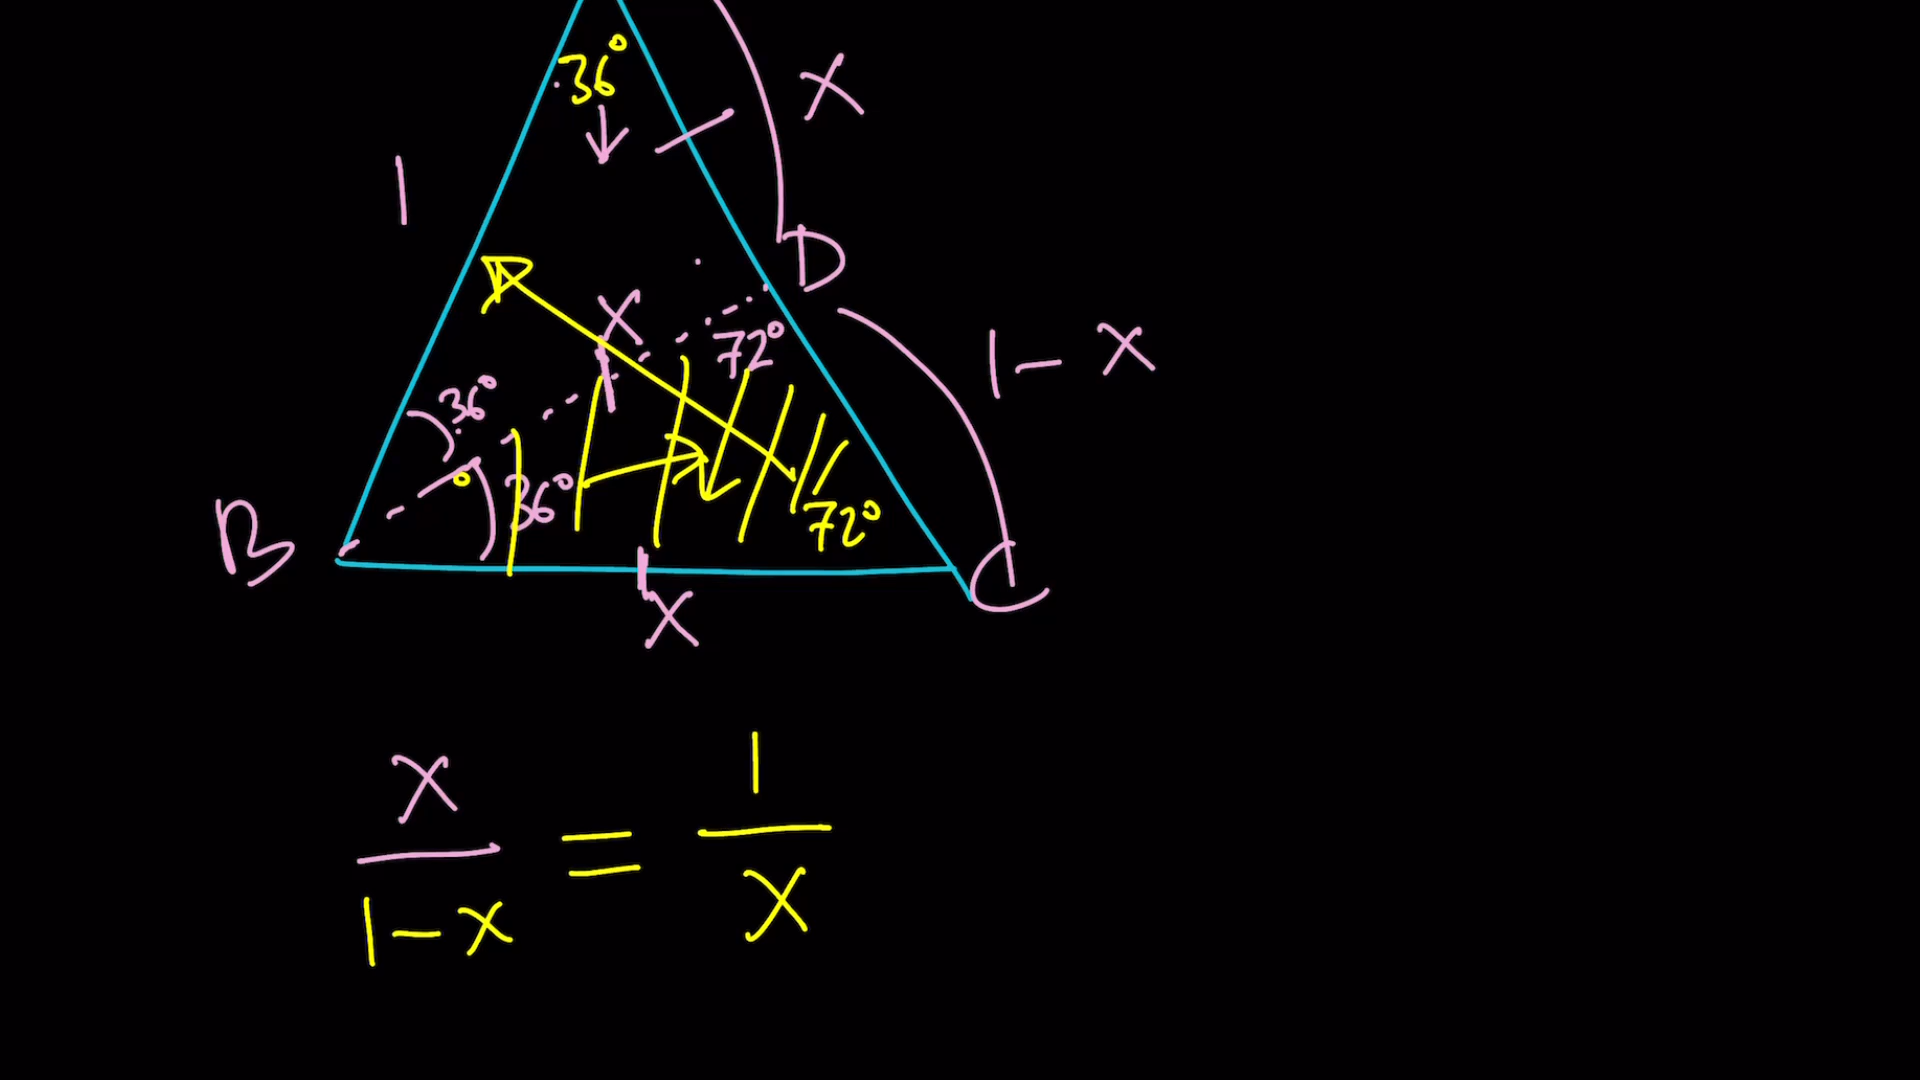 36°
X
1
D
X
72°
1 - X
36°
36°
72°
B
C
X
X/(1-X) = 1/X